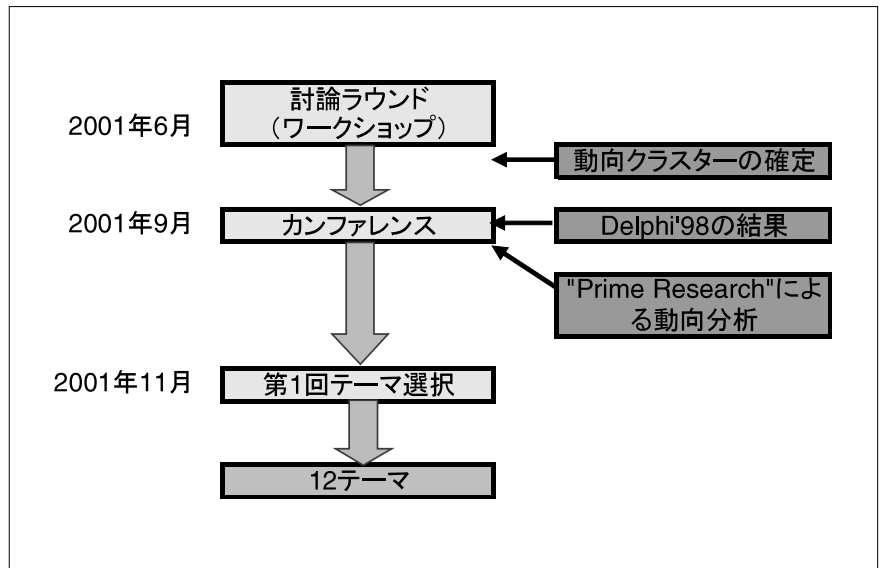 討論ラウンド
2001年6月
（ワークショップ）
動向クラスターの確定
2001年9月
カンファレンス
Delphi'98の結果
"Prime Research"によ
る動向分析
2001年11月
第1回テーマ選択
12テーマ